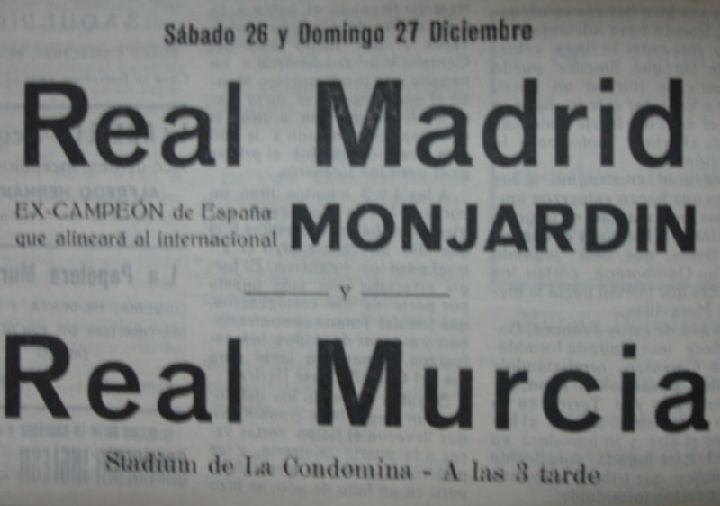 Sábado 26 y Domingo 27 Diciembre
Real Madrid
EX-CAMPEÓN de España
que alineará al internacional MONJARDIN
Y
Real Murcia
Stadium de La Condomina - A las 3 tarde